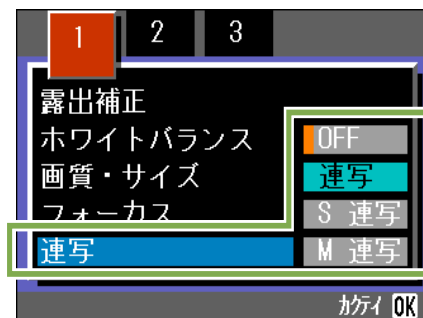 1 2 3
露出補正
ホワイトバランス OFF
画質・サイズ 連写
フォーカス S 連写
連写 M 連写
ｶｸﾃｲ OK